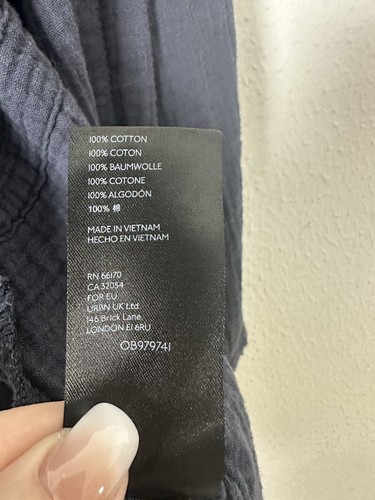 100% COTTON
100% COTON
100% BAUMWOLLE
100% COTONE
100% ALGODÓN
100% 棉
MADE IN VIETNAM
HECHO EN VIETNAM
RN 66170
CA 32054
FOR EU
URBN UK Ltd.
146 Brick Lane
LONDON E1 6RU
OB979741